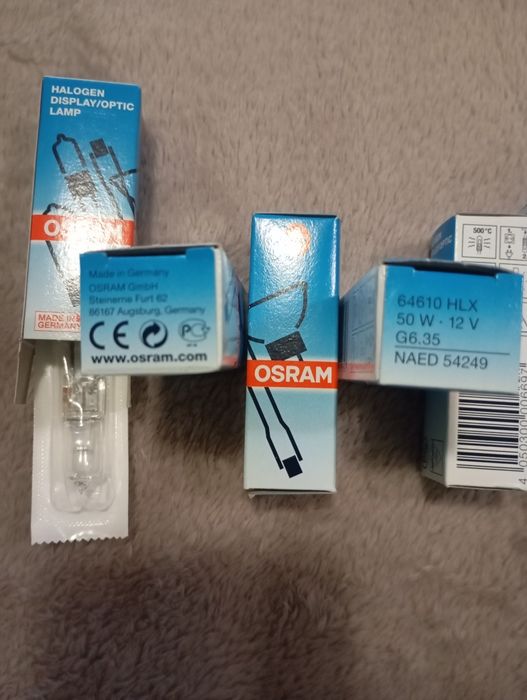 HALOGEN
DISPLAY/OPTIC
LAMP
OSRAM
MADE IN
GERMANY
Made in Germany
OSRAM GmbH
Steinerne Furt 62
86167 Augsburg, Germany
CE
www.osram.com
OSRAM
64610 HLX
50 W · 12 V
G6.35
NAED 54249
500°C